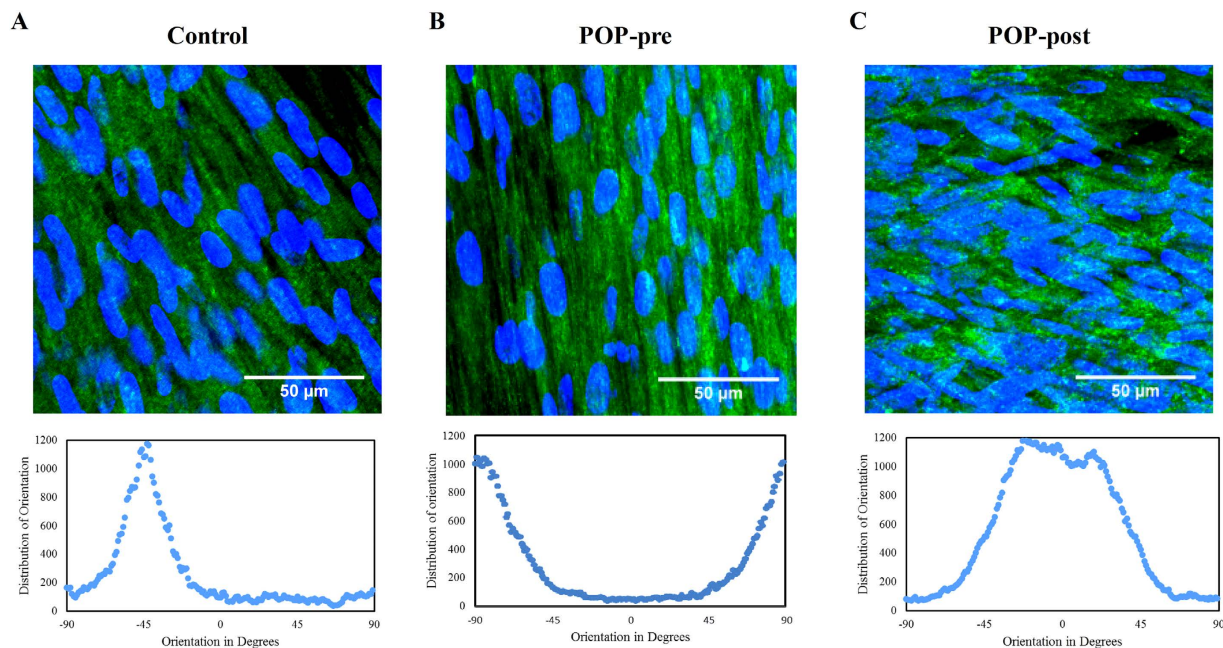 A
Control
B
POP-pre
C
POP-post
50 µm
50 µm
50 µm
Distribution of Orientation
1200
1000
800
600
400
200
0
-90
-45
0
45
90
Orientation in Degrees
Distribution of orientation
1200
1000
800
600
400
200
0
-90
-45
0
45
90
Orientation in Degrees
Distribution of Orientation
1200
1000
800
600
400
200
0
-90
-45
0
45
90
Orientation in Degrees